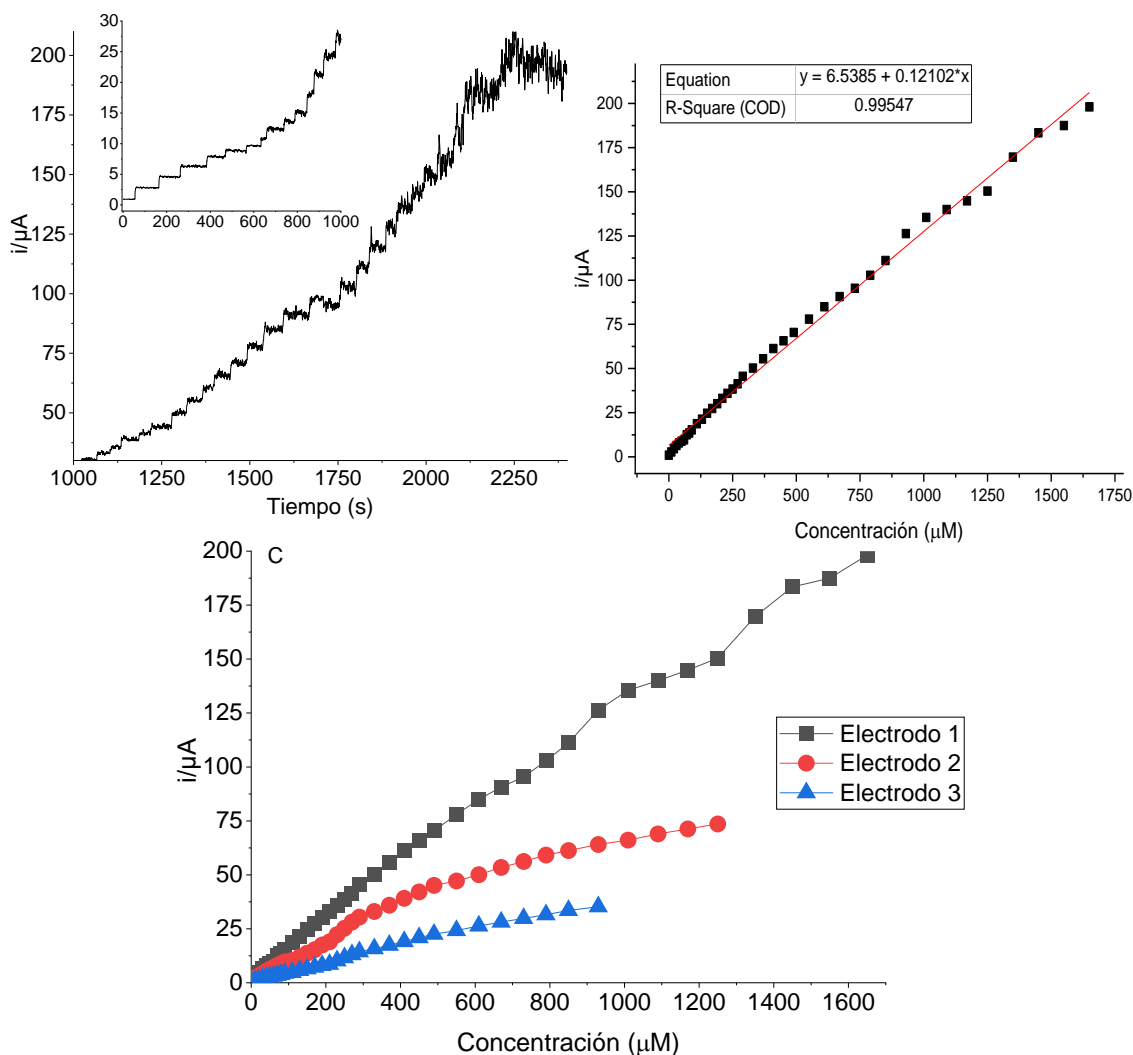 30
25
20
15
10
5
0
0 200 400 600 800 1000
200
175
150
125
100
75
50
i/μA
1000 1250 1500 1750 2000 2250
Tiempo (s)
Equation y = 6.5385 + 0.12102*x
R-Square (COD) 0.99547
200
175
150
125
100
75
50
25
0
i/μA
0 250 500 750 1000 1250 1500 1750
Concentración (μM)
C
200
175
150
125
100
75
50
25
0
i/μA
Electrodo 1
Electrodo 2
Electrodo 3
0 200 400 600 800 1000 1200 1400 1600
Concentración (μM)